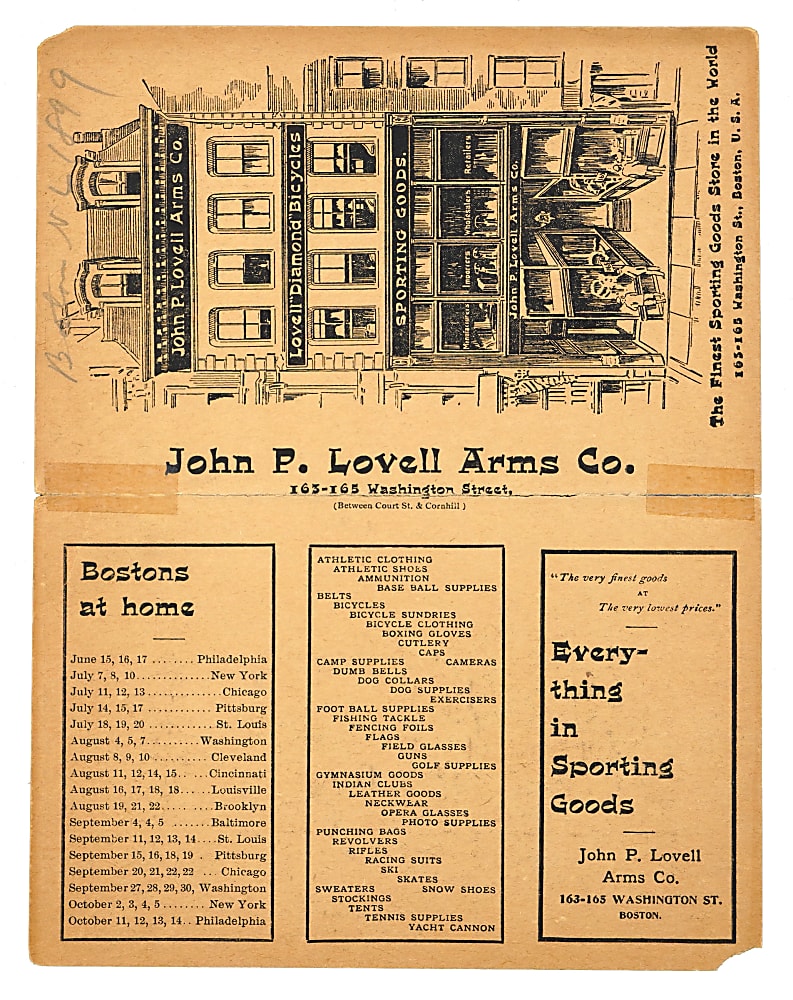 Boston N L 1899
John P. Lovell Arms Co.
Lovell "Diamond" Bicycles
SPORTING GOODS.
Manufacturers Importers Wholesalers Retailers
John P. Lovell Arms Co.
The Finest Sporting Goods Store in the World
163-165 Washington St., Boston, U. S. A.
John P. Lovell Arms Co.
163-165 Washington Street,
(Between Court St. & Cornhill)
Bostons
at home
June 15, 16, 17 ........ Philadelphia
July 7, 8, 10.............New York
July 11, 12, 13.............Chicago
July 14, 15, 17 ........... Pittsburg
July 18, 19, 20 ........... St. Louis
August 4, 5, 7..........Washington
August 8, 9, 10 ......... Cleveland
August 11, 12, 14, 15.. ...Cincinnati
August 16, 17, 18, 18......Louisville
August 19, 21, 22..... .....Brooklyn
September 4, 4, 5 ....... Baltimore
September 11, 12, 13, 14....St. Louis
September 15, 16, 18, 19 . Pittsburg
September 20, 21, 22, 22 ... Chicago
September 27, 28, 29, 30, Washington
October 2, 3, 4, 5 ........ New York
October 11, 12, 13, 14.. Philadelphia
ATHLETIC CLOTHING
ATHLETIC SHOES
AMMUNITION
BASE BALL SUPPLIES
BELTS
BICYCLES
BICYCLE SUNDRIES
BICYCLE CLOTHING
BOXING GLOVES
CUTLERY
CAPS
CAMP SUPPLIES CAMERAS
DUMB BELLS
DOG COLLARS
DOG SUPPLIES
EXERCISERS
FOOT BALL SUPPLIES
FISHING TACKLE
FENCING FOILS
FLAGS
FIELD GLASSES
GUNS
GOLF SUPPLIES
GYMNASIUM GOODS
INDIAN CLUBS
LEATHER GOODS
NECKWEAR
OPERA GLASSES
PHOTO SUPPLIES
PUNCHING BAGS
REVOLVERS
RIFLES
RACING SUITS
SKI
SKATES
SWEATERS SNOW SHOES
STOCKINGS
TENTS
TENNIS SUPPLIES
YACHT CANNON
"The very finest goods
AT
The very lowest prices."
Every-
thing
in
Sporting
Goods
John P. Lovell
Arms Co.
163-165 WASHINGTON ST.
BOSTON.